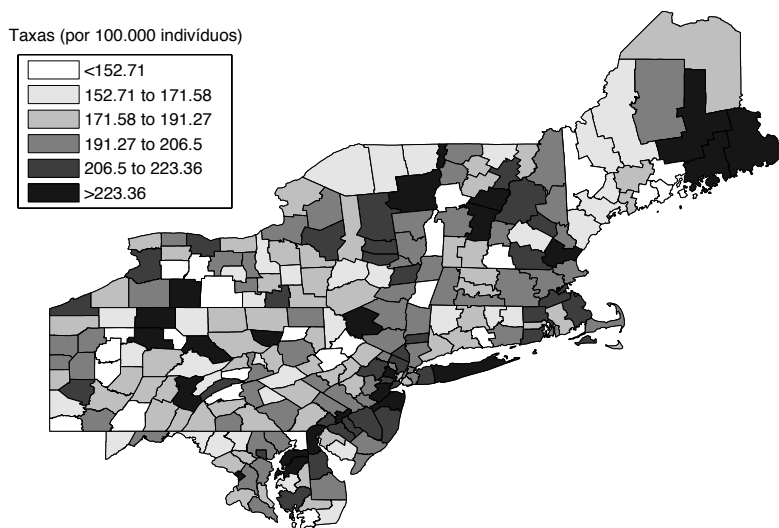 Taxas (por 100.000 indivíduos)
<152.71
152.71 to 171.58
171.58 to 191.27
191.27 to 206.5
206.5 to 223.36
>223.36